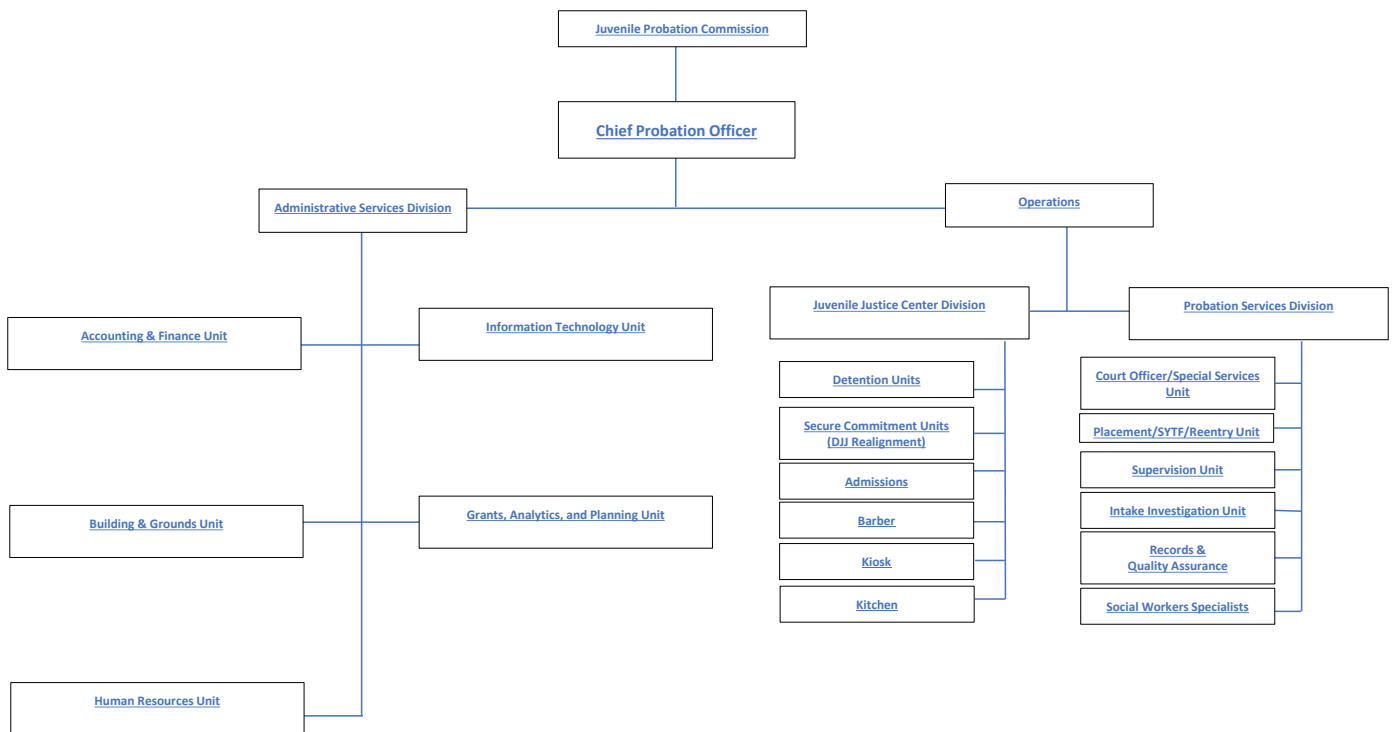 Juvenile Probation Commission
Chief Probation Officer
Administrative Services Division
Operations
Juvenile Justice Center Division
Probation Services Division
Accounting & Finance Unit
Information Technology Unit
Building & Grounds Unit
Grants, Analytics, and Planning Unit
Human Resources Unit
Detention Units
Secure Commitment Units
(DJJ Realignment)
Admissions
Barber
Kiosk
Kitchen
Court Officer/Special Services
Unit
Placement/SYTF/Reentry Unit
Supervision Unit
Intake Investigation Unit
Records &
Quality Assurance
Social Workers Specialists